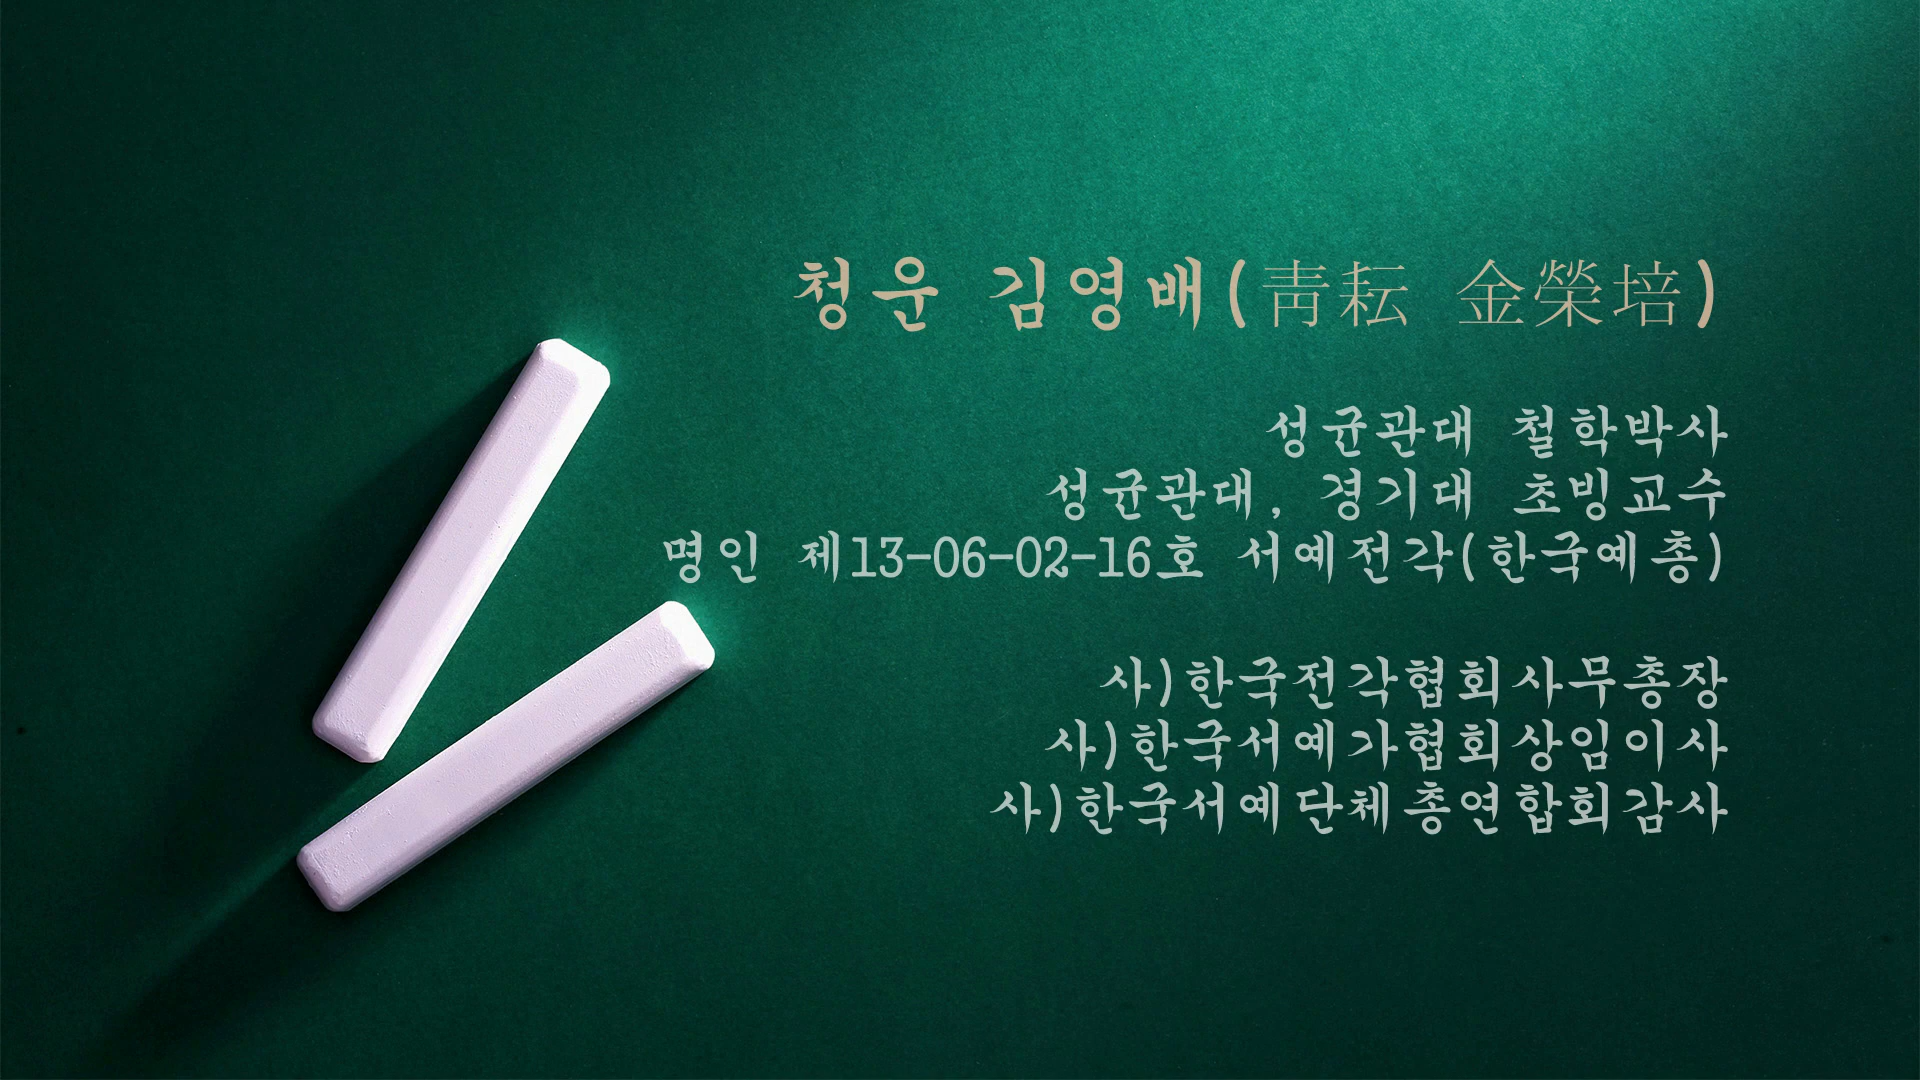 청운 김영배(靑耘 金榮培)
성균관대 철학박사
성균관대, 경기대 초빙교수
명인 제13-06-02-16호 서예전각(한국예총)
사)한국전각협회사무총장
사)한국서예가협회상임이사
사)한국서예단체총연합회감사